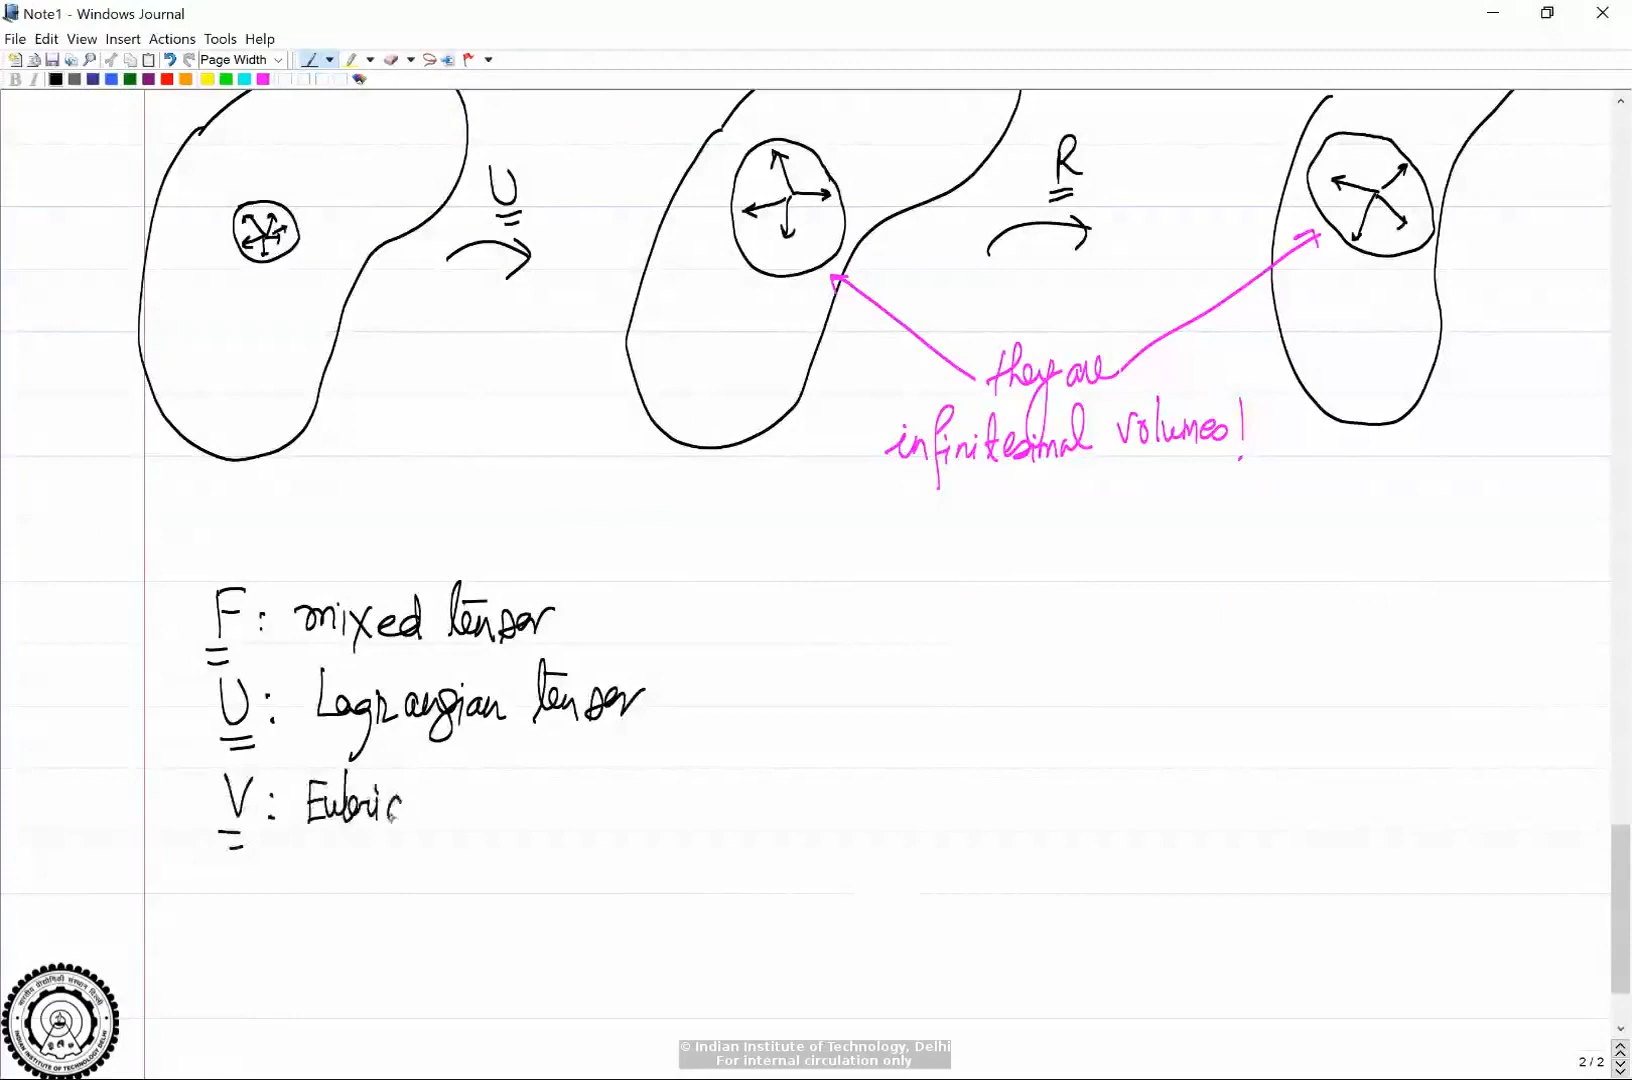 Note1 - Windows Journal
File Edit View Insert Actions Tools Help
Page Width
B I
U
R
they are
infinitesimal volumes!
F: mixed tensor
U: Lagrangian tensor
V: Euleria
© Indian Institute of Technology, Delhi
For internal circulation only
2 / 2